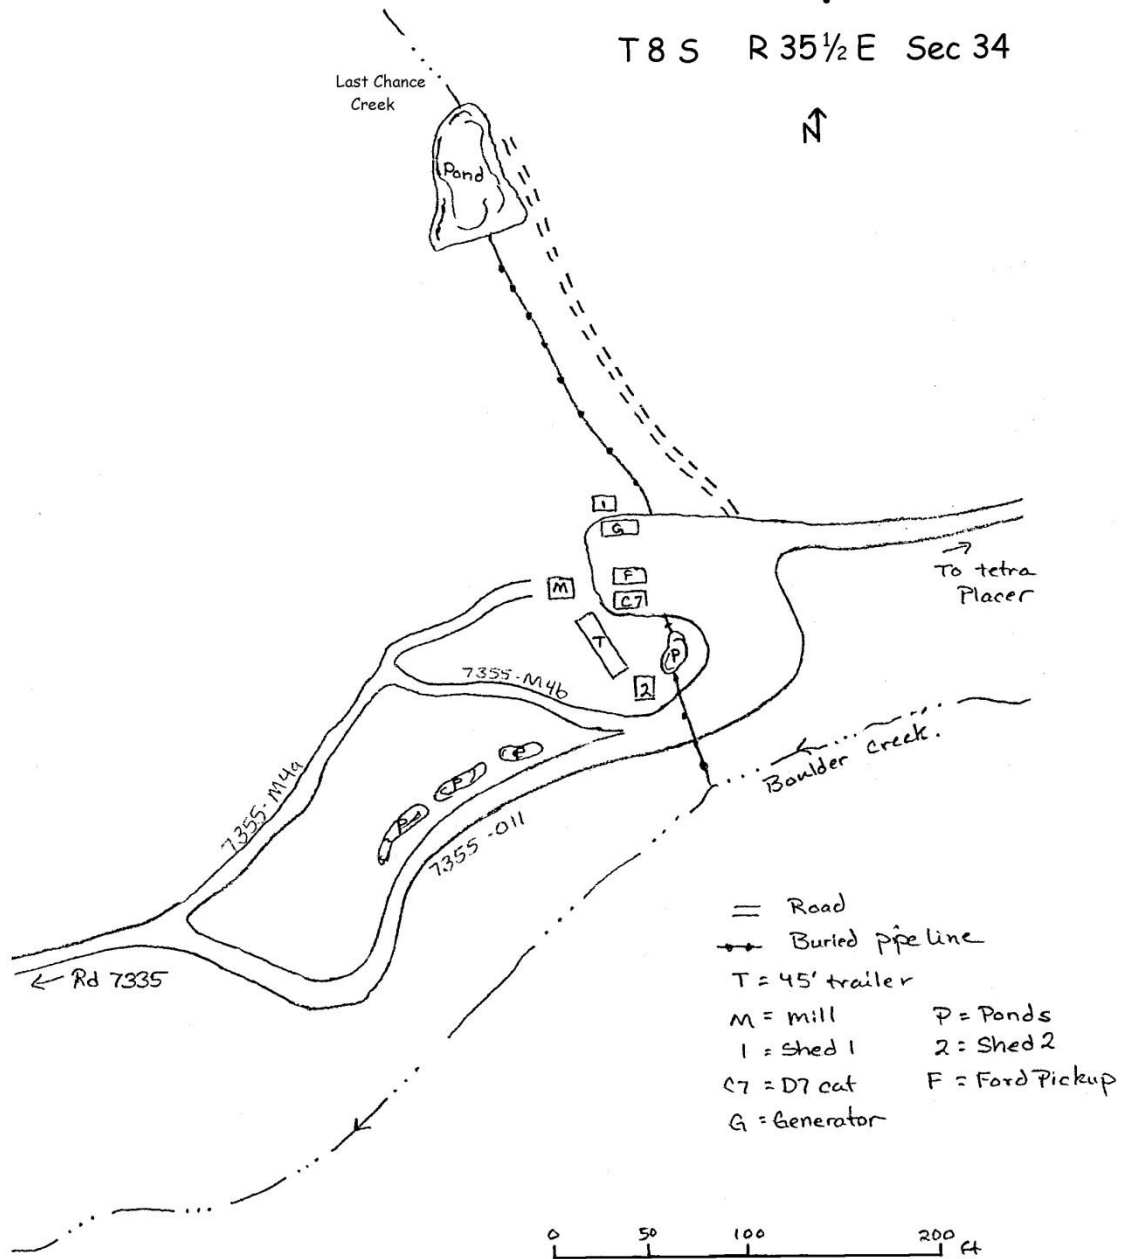 T 8 S R 35½ E Sec 34
Last Chance
Creek
N
Pond
1
G
F
C7
M
T
P
2
To tetra
Placer
7355-M4b
Boulder Creek.
P
P
7355-M4a
7355-011
← Rd 7335
= Road
Buried pipe line
T = 45' trailer
M = mill P = Ponds
1 = Shed 1 2 = Shed 2
C7 = D7 cat F = Ford Pickup
G = Generator
0 50 100 200 ft